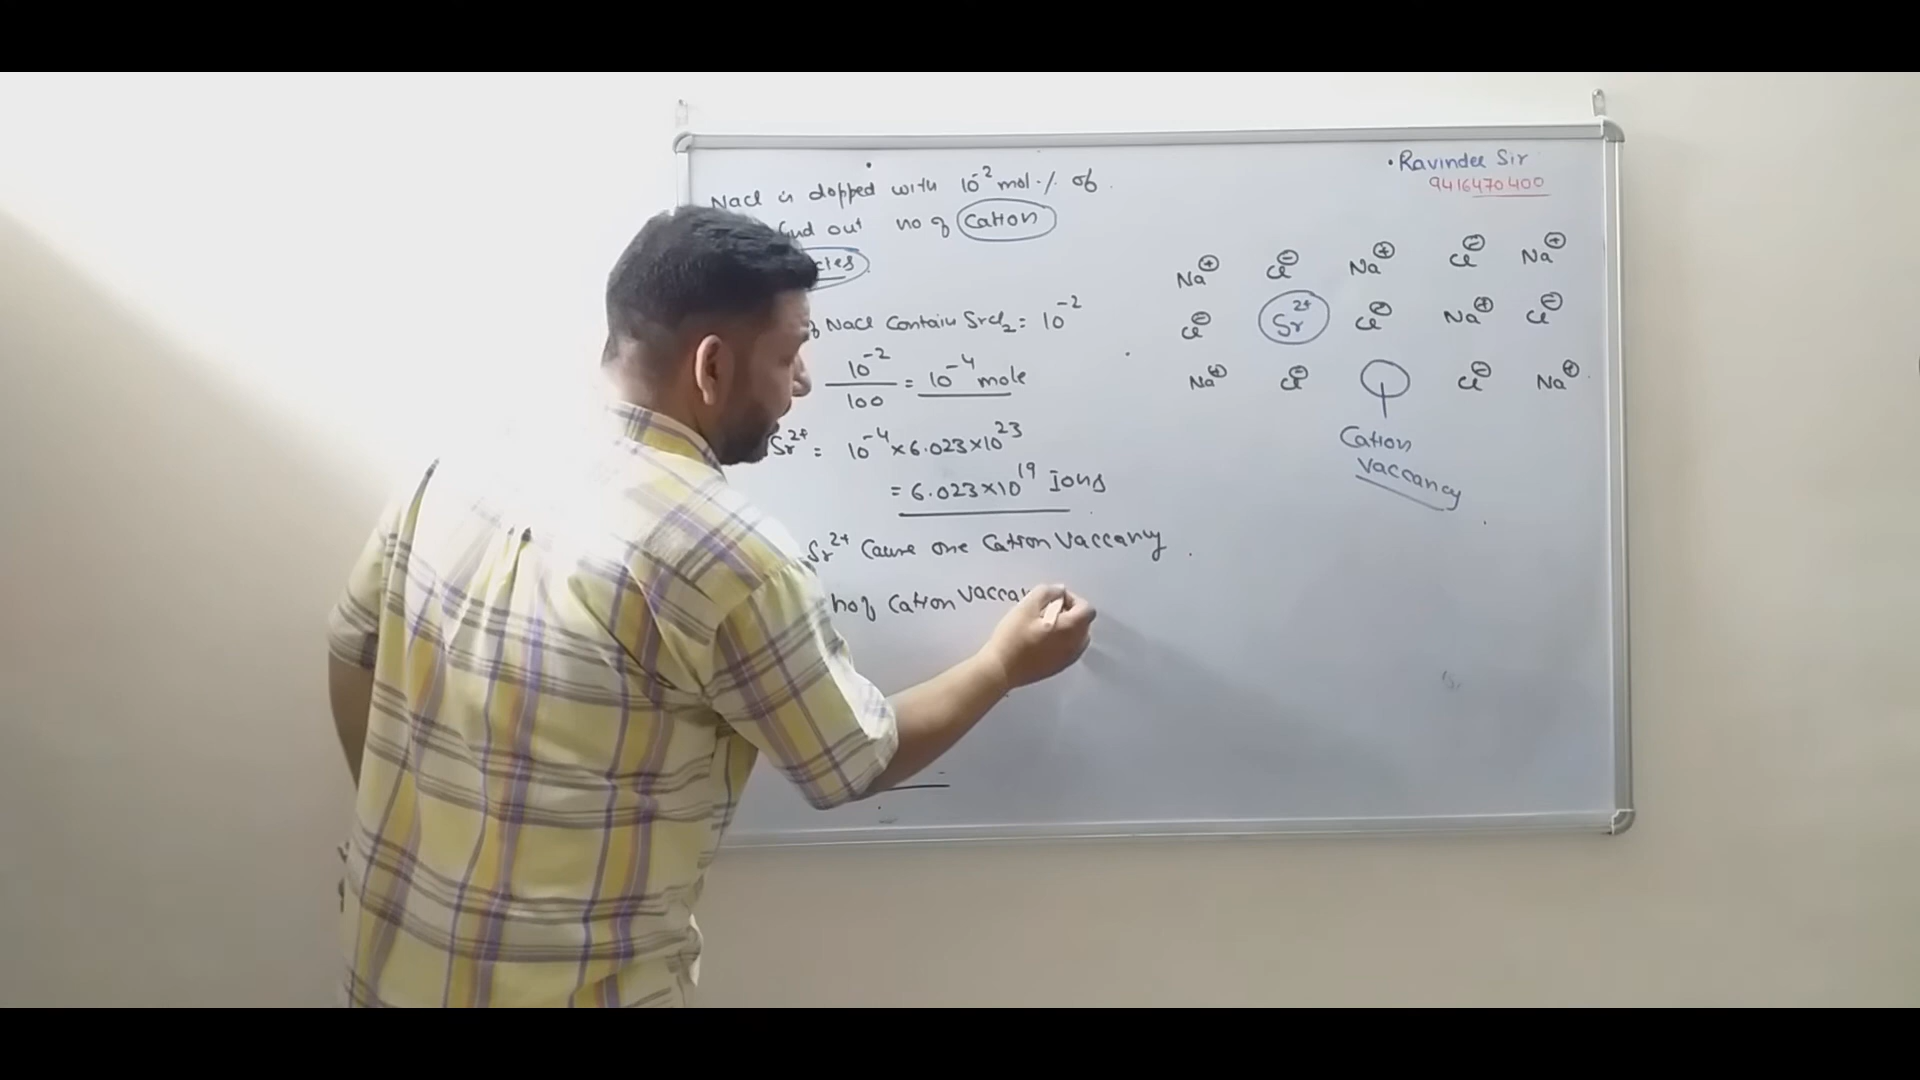 NaCl is dopped with 10⁻² mol.% of
find out no of Cation
cies
NaCl Contain SrCl₂ = 10⁻²
10⁻²/100 = 10⁻⁴ mole
Sr²⁺ = 10⁻⁴ × 6.023 × 10²³
= 6.023 × 10¹⁹ Ions
Sr²⁺ Cause one Cation Vaccancy
no of Cation Vaccan
• Ravinder Sir
9416470400
Na⊕ Cl⊖ Na⊕ Cl⊖ Na⊕
Cl⊖ Sr²⁺ Cl⊖ Na⊕ Cl⊖
Na⊕ Cl⊖ Cl⊖ Na⊕
Cation
Vaccancy